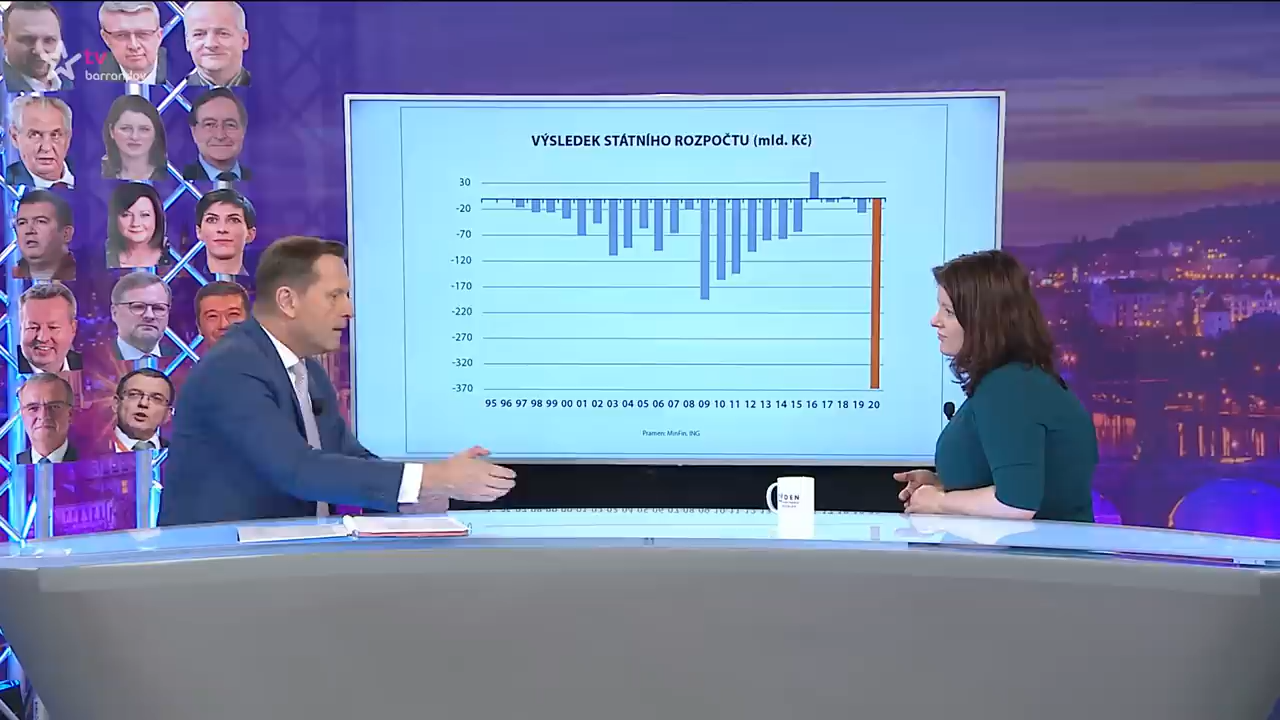 tv
barrandov
VÝSLEDEK STÁTNÍHO ROZPOČTU (mld. Kč)
30
-20
-70
-120
-170
-220
-270
-320
-370
95 96 97 98 99 00 01 02 03 04 05 06 07 08 09 10 11 12 13 14 15 16 17 18 19 20
Pramen: MinFin, ING